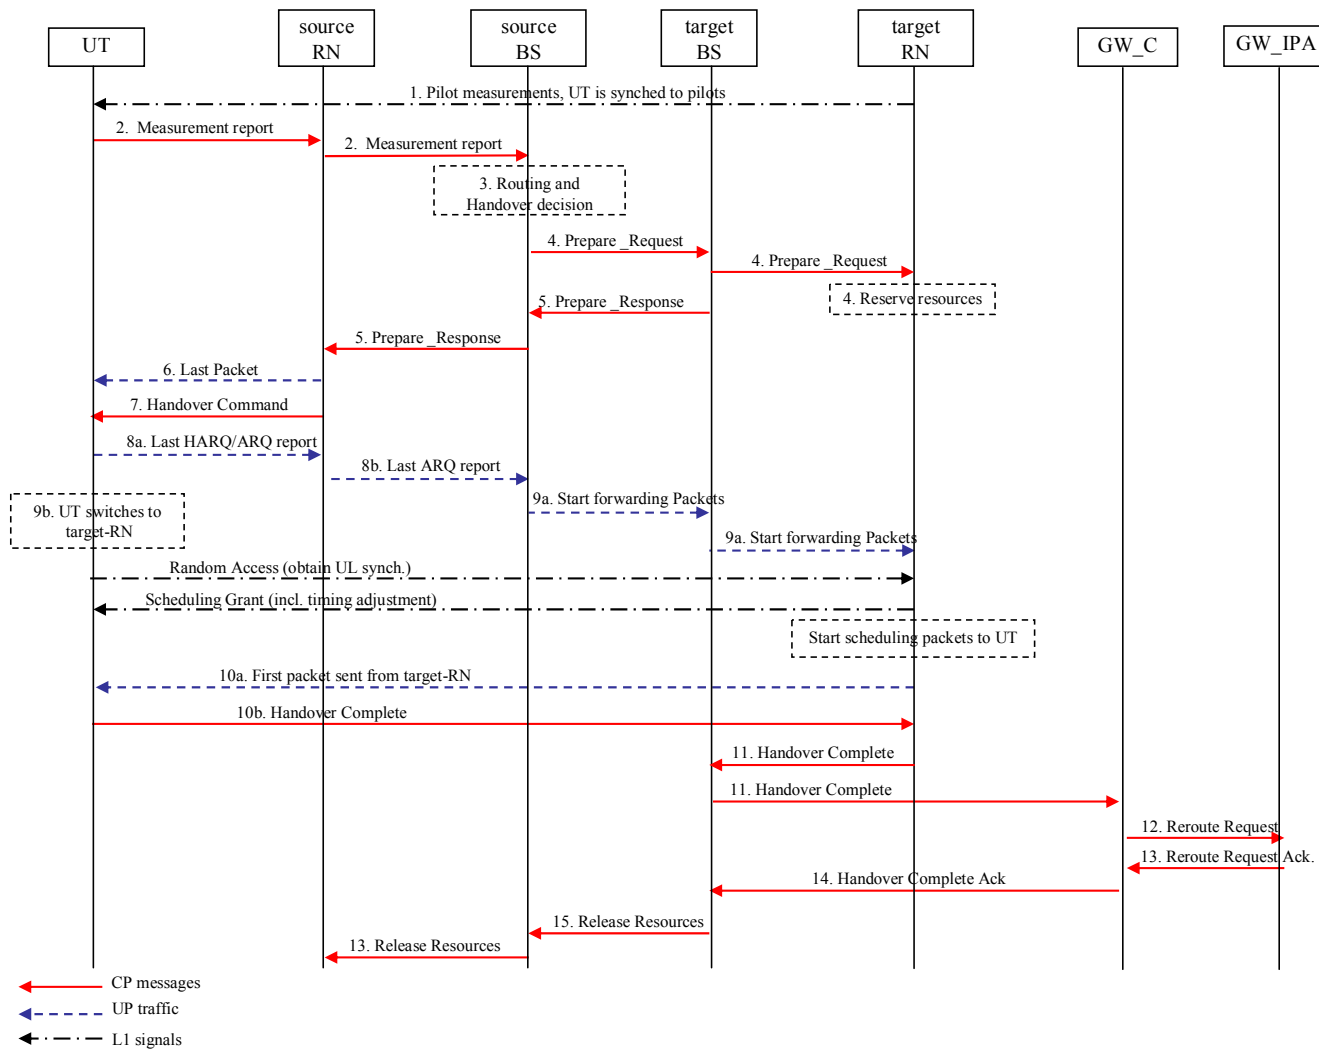 UT
source
RN
source
BS
target
BS
target
RN
GW_C
GW_IPA
1. Pilot measurements, UT is synched to pilots
2. Measurement report
2. Measurement report
3. Routing and
Handover decision
4. Prepare _Request
4. Prepare _Request
4. Reserve resources
5. Prepare _Response
5. Prepare _Response
6. Last Packet
7. Handover Command
8a. Last HARQ/ARQ report
8b. Last ARQ report
9a. Start forwarding Packets
9b. UT switches to
target-RN
9a. Start forwarding Packets
Random Access (obtain UL synch.)
Scheduling Grant (incl. timing adjustment)
Start scheduling packets to UT
10a. First packet sent from target-RN
10b. Handover Complete
11. Handover Complete
11. Handover Complete
12. Reroute Request
13. Reroute Request Ack.
14. Handover Complete Ack
15. Release Resources
13. Release Resources
CP messages
UP traffic
L1 signals